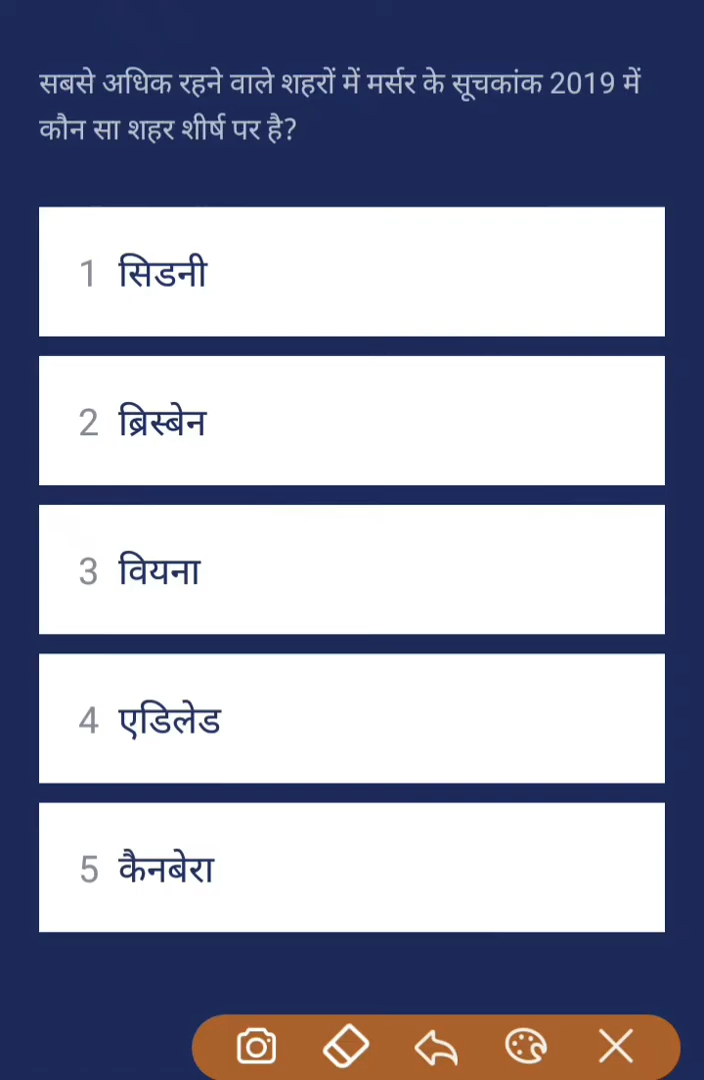 सबसे अधिक रहने वाले शहरों में मर्सर के सूचकांक 2019 में
कौन सा शहर शीर्ष पर है?
1 सिडनी
2 ब्रिस्बेन
3 वियना
4 एडिलेड
5 कैनबेरा